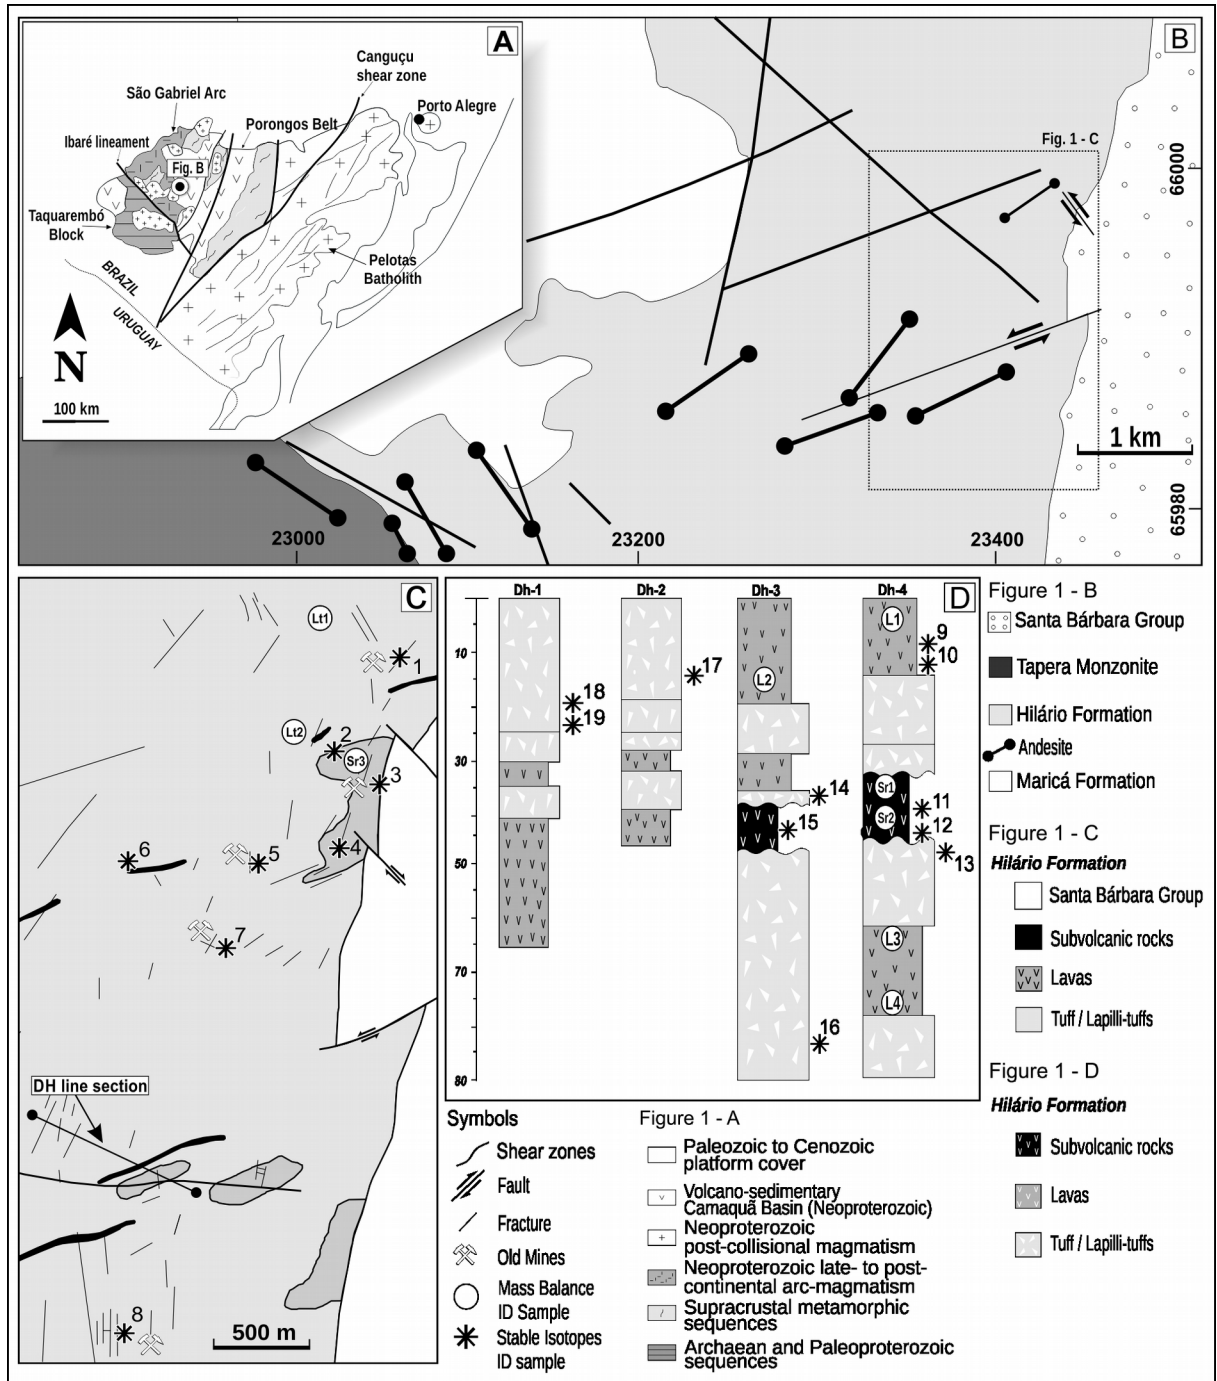 A
Canguçu
shear zone
São Gabriel Arc
Porto Alegre
Ibaré lineament
Porongos Belt
Fig. B
Taquarembó
Block
Pelotas
Batholith
BRAZIL
URUGUAY
N
100 km
B
Fig. 1 - C
66000
1 km
65980
23000
23200
23400
C
Lt1
1
Lt2
2
Sr3
3
4
5
6
7
DH line section
8
500 m
D
Dh-1
Dh-2
Dh-3
Dh-4
10
30
50
70
80
18
19
17
L2
14
15
16
L1
9
10
Sr1
11
Sr2
12
13
L3
L4
Figure 1 - B
Santa Bárbara Group
Tapera Monzonite
Hilário Formation
Andesite
Maricá Formation
Figure 1 - C
Hilário Formation
Santa Bárbara Group
Subvolcanic rocks
Lavas
Tuff / Lapilli-tuffs
Figure 1 - D
Hilário Formation
Subvolcanic rocks
Lavas
Tuff / Lapilli-tuffs
Symbols
Shear zones
Fault
Fracture
Old Mines
Mass Balance
ID Sample
Stable Isotopes
ID sample
Figure 1 - A
Paleozoic to Cenozoic
platform cover
Volcano-sedimentary
Camaquã Basin (Neoproterozoic)
Neoproterozoic
post-collisional magmatism
Neoproterozoic late- to post-
continental arc-magmatism
Supracrustal metamorphic
sequences
Archaean and Paleoproterozoic
sequences